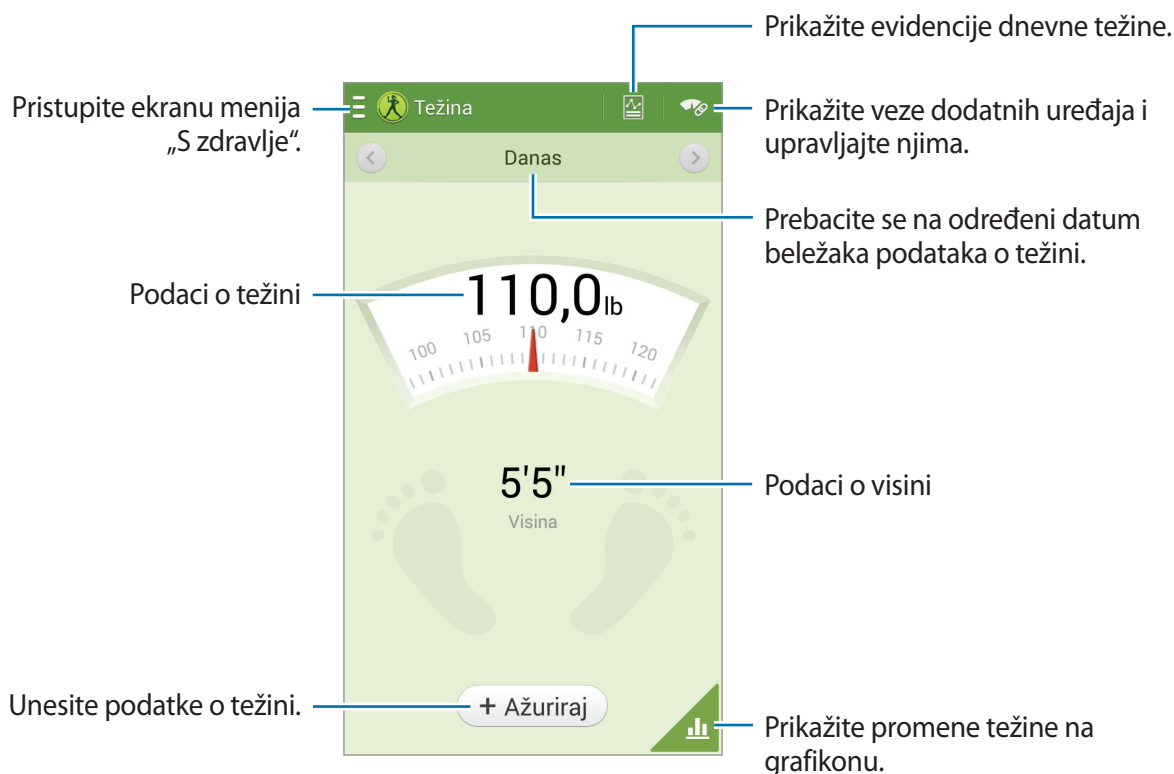 Prikažite evidencije dnevne težine.
Pristupite ekranu menija
„S zdravlje“.
Težina
Prikažite veze dodatnih uređaja i
upravljajte njima.
Danas
Prebacite se na određeni datum
beležaka podataka o težini.
Podaci o težini
110,0lb
100 105 110 115 120
5'5"
Visina
Podaci o visini
Unesite podatke o težini.
+ Ažuriraj
Prikažite promene težine na
grafikonu.